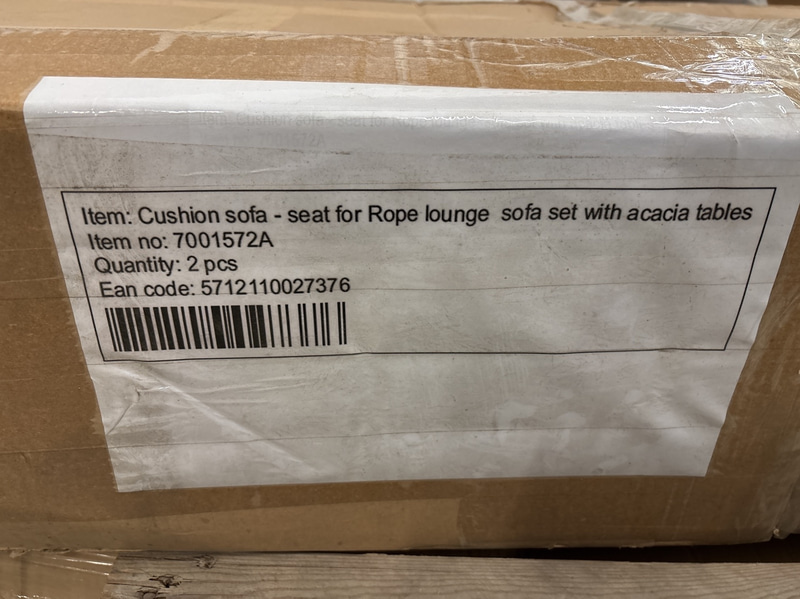 Item: Cushion sofa - seat for Rope lounge sofa set with acacia tables
Item no: 7001572A
Quantity: 2 pcs
Ean code: 5712110027376